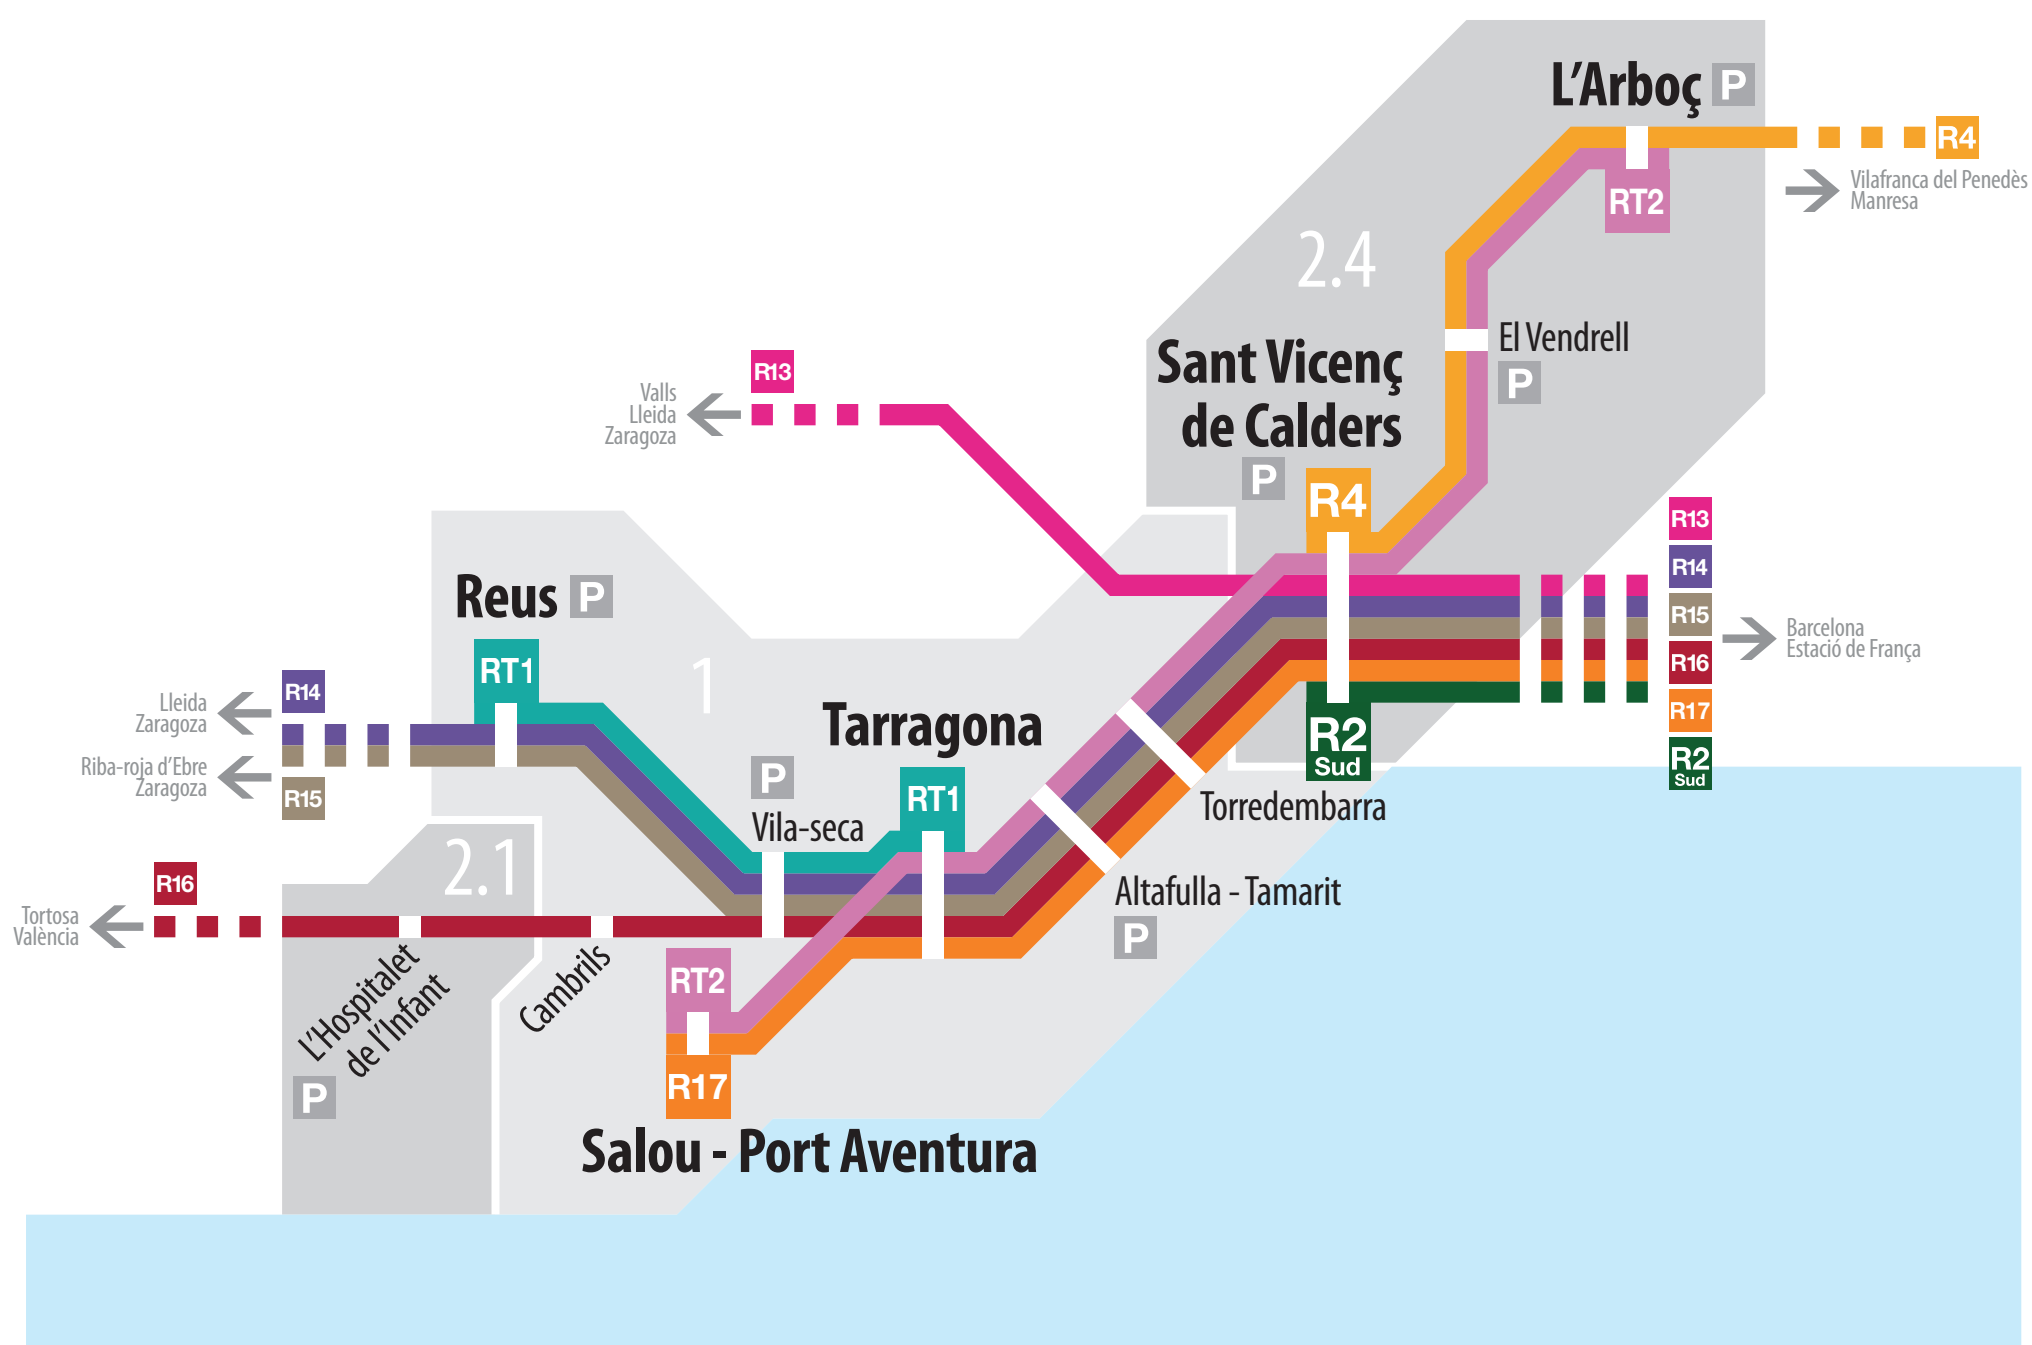 L'Arboç P
R4
Vilafranca del Penedès
Manresa
RT2
2.4
El Vendrell
P
Sant Vicenç
de Calders
P
R4
R13
Valls
Lleida
Zaragoza
R13
R14
R15
R16
R17
R2
Sud
Barcelona
Estació de França
Reus P
RT1
1
R14
Lleida
Zaragoza
Riba-roja d'Ebre
Zaragoza
R15
Tarragona
RT1
P
Vila-seca
R2
Sud
Torredembarra
Altafulla - Tamarit
P
2.1
R16
Tortosa
València
L'Hospitalet
de l'Infant
P
Cambrils
RT2
R17
Salou - Port Aventura